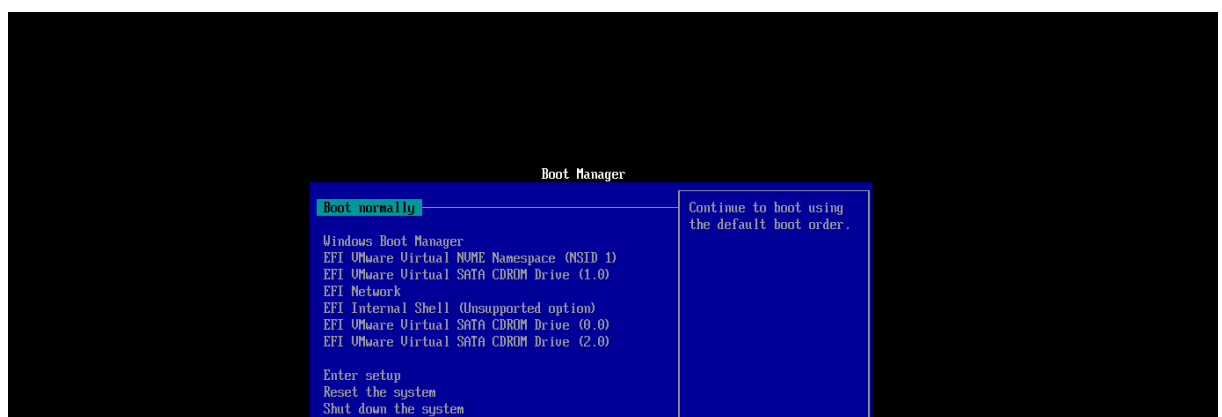 Boot Manager
Boot normally
Continue to boot using
the default boot order.
Windows Boot Manager
EFI VMware Virtual NVME Namespace (NSID 1)
EFI VMware Virtual SATA CDROM Drive (1.0)
EFI Network
EFI Internal Shell (Unsupported option)
EFI VMware Virtual SATA CDROM Drive (0.0)
EFI VMware Virtual SATA CDROM Drive (2.0)
Enter setup
Reset the system
Shut down the system